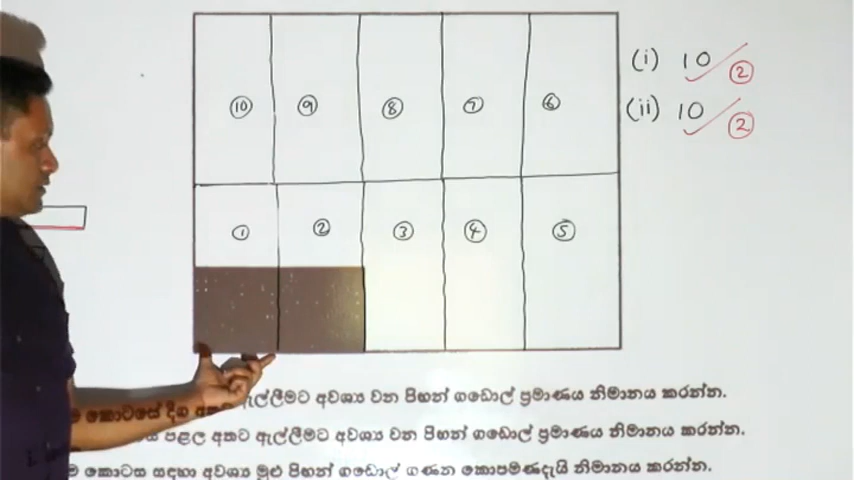 ⑩ ⑨ ⑧ ⑦ ⑥
① ② ③ ④ ⑤
(i) 10 ②
(ii) 10 ②
ම කොටසේ දිග අතට ඇල්ලීමට අවශ්‍ය වන පිඟන් ගඩොල් ප්‍රමාණය නිමානය කරන්න.
පළල අතට ඇල්ලීමට අවශ්‍ය වන පිඟන් ගඩොල් ප්‍රමාණය නිමානය කරන්න.
ම කොටස සඳහා අවශ්‍ය මුළු පිඟන් ගඩොල් ගණන කොපමණදැයි නිමානය කරන්න.